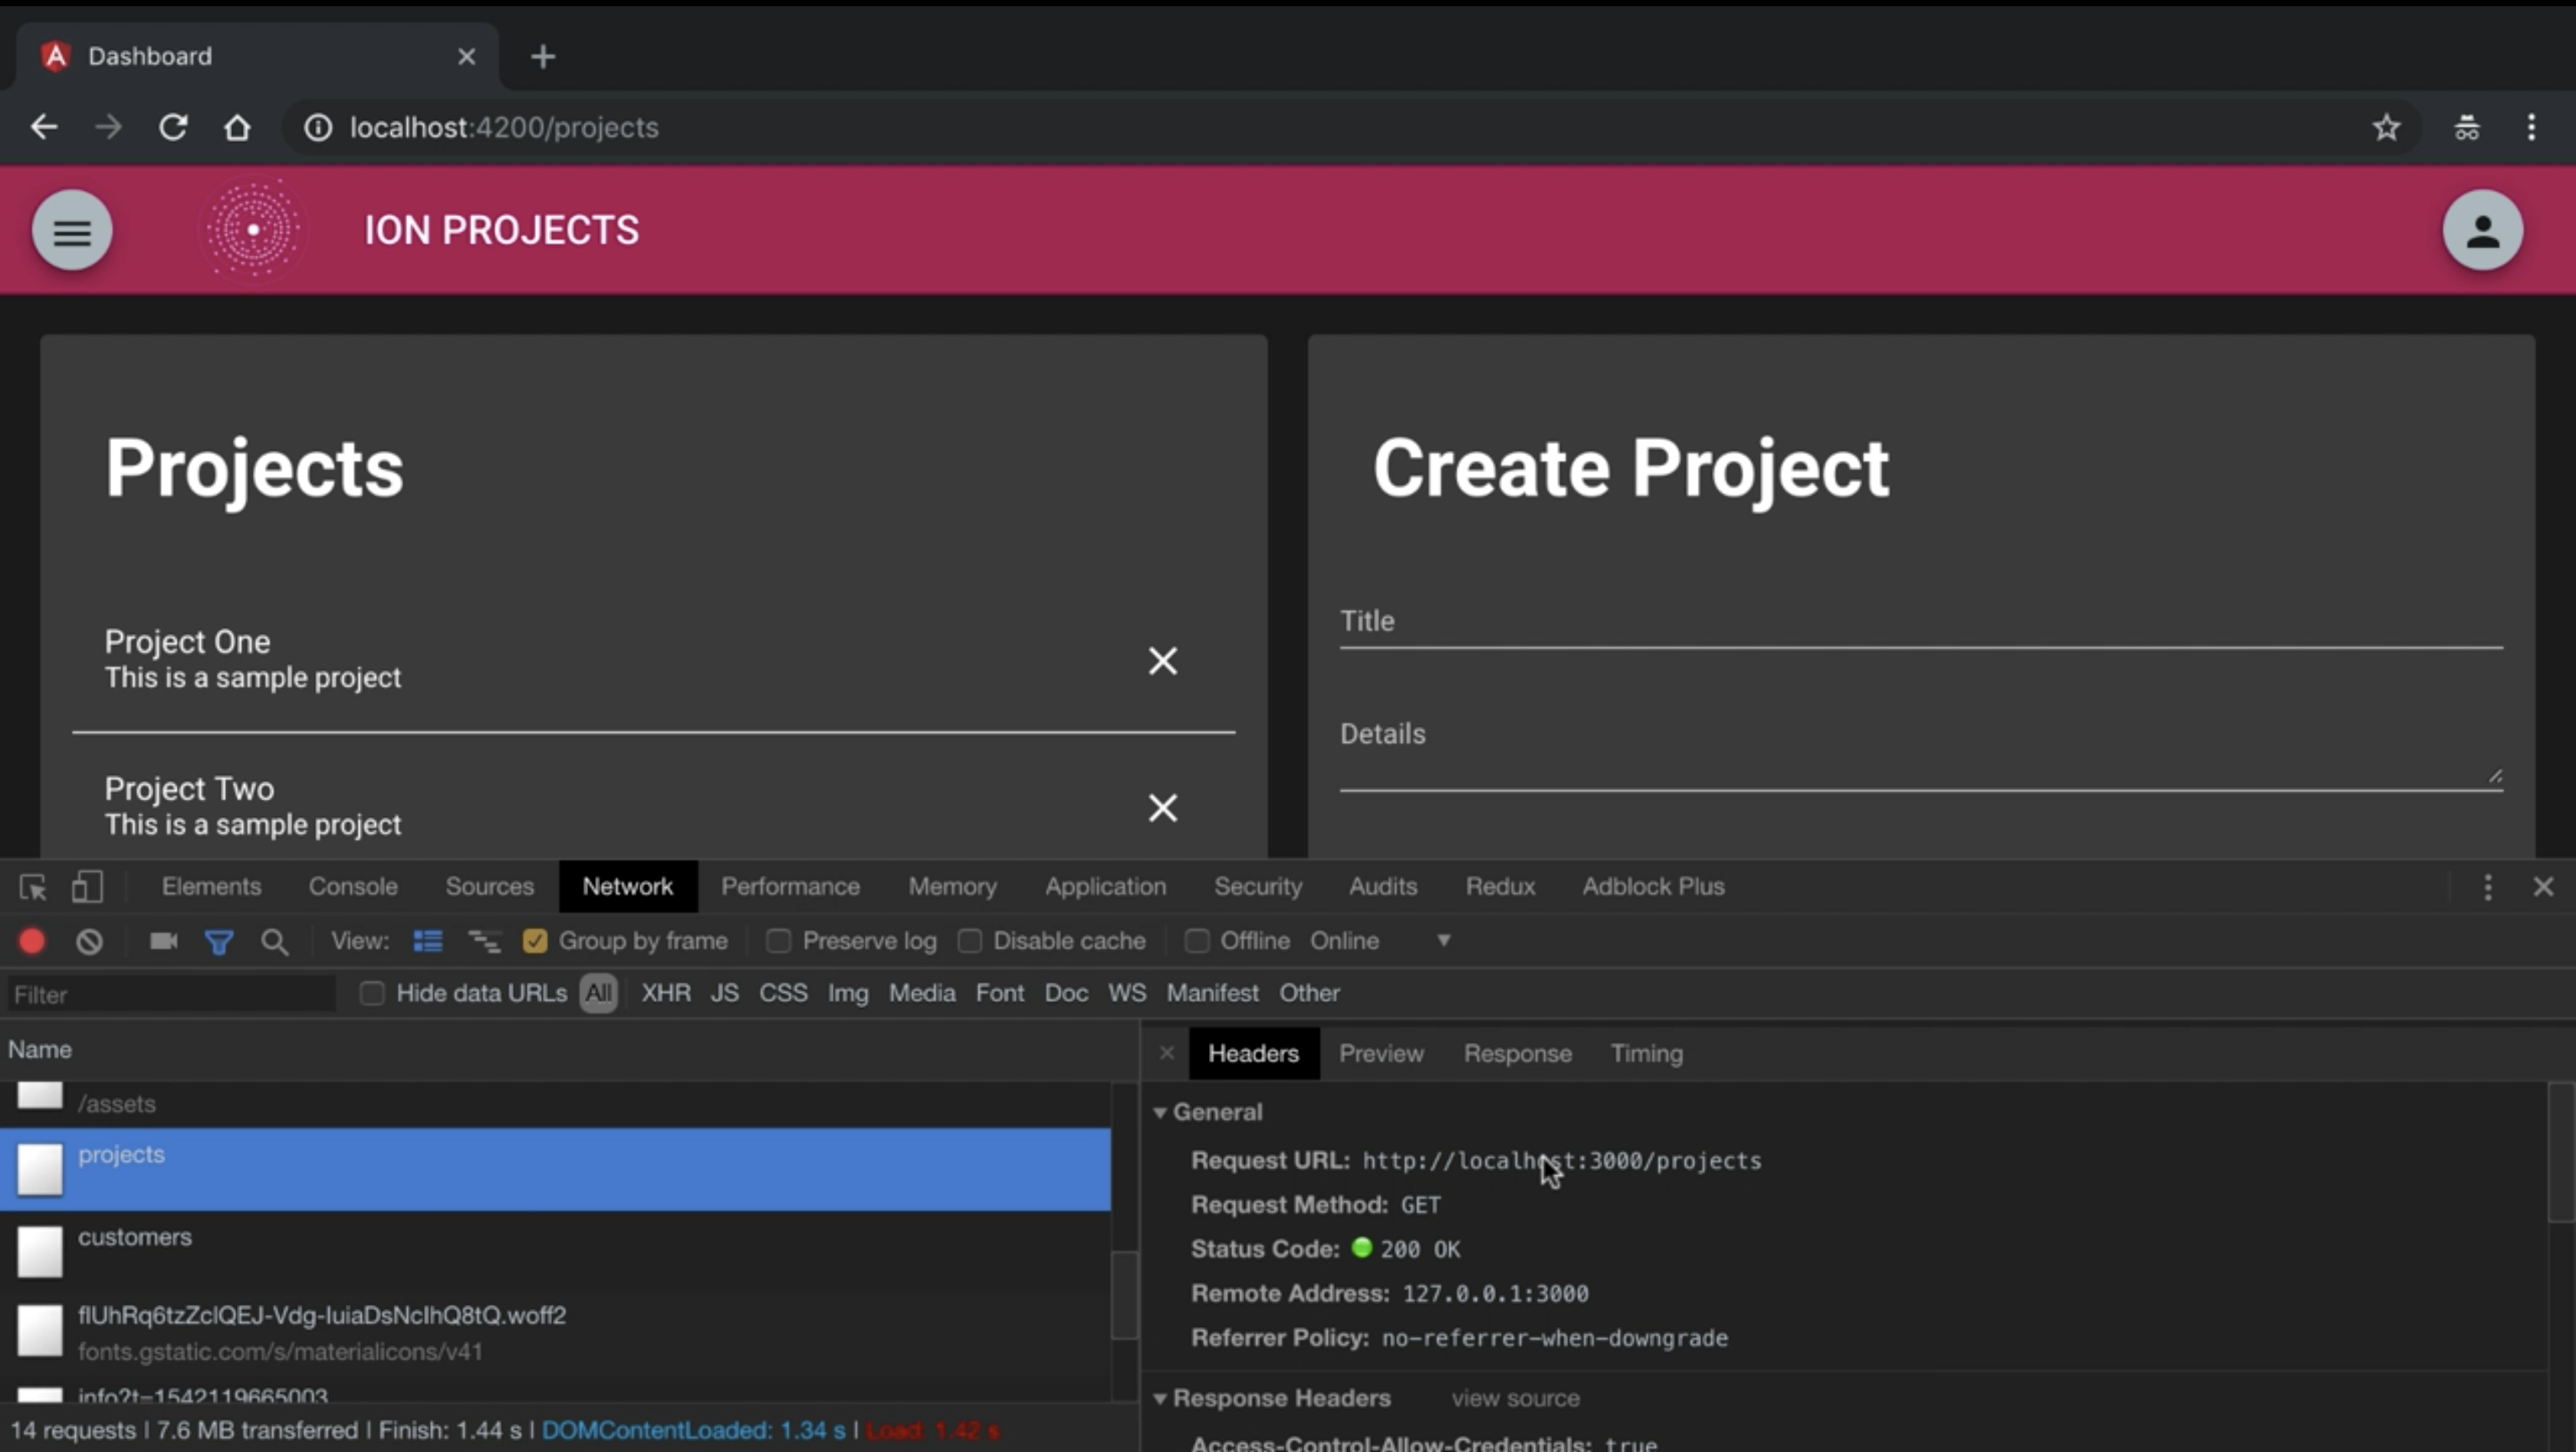 Dashboard
localhost:4200/projects
ION PROJECTS
Projects
Project One
This is a sample project
Project Two
This is a sample project
Create Project
Title
Details
Elements Console Sources Network Performance Memory Application Security Audits Redux Adblock Plus
View: Group by frame Preserve log Disable cache Offline Online
Filter Hide data URLs All XHR JS CSS Img Media Font Doc WS Manifest Other
Name
/assets
projects
customers
flUhRq6tzZclQEJ-Vdg-IuiaDsNcIhQ8tQ.woff2
fonts.gstatic.com/s/materialicons/v41
info?t=1542119665003
14 requests | 7.6 MB transferred | Finish: 1.44 s | DOMContentLoaded: 1.34 s | Load: 1.42 s
Headers Preview Response Timing
General
Request URL: http://localhost:3000/projects
Request Method: GET
Status Code: 200 OK
Remote Address: 127.0.0.1:3000
Referrer Policy: no-referrer-when-downgrade
Response Headers view source
Access-Control-Allow-Credentials: true